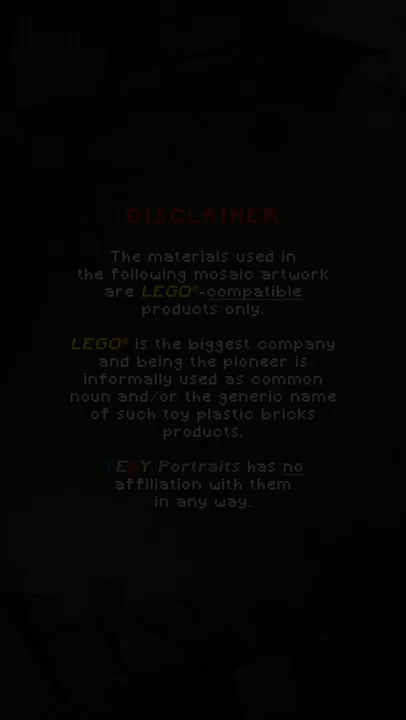 DISCLAIMER
The materials used in
the following mosaic artwork
are LEGO®-compatible
products only.
LEGO® is the biggest company
and being the pioneer is
informally used as common
noun and/or the generic name
of such toy plastic bricks
products.
TEKY Portraits has no
affiliation with them
in any way.